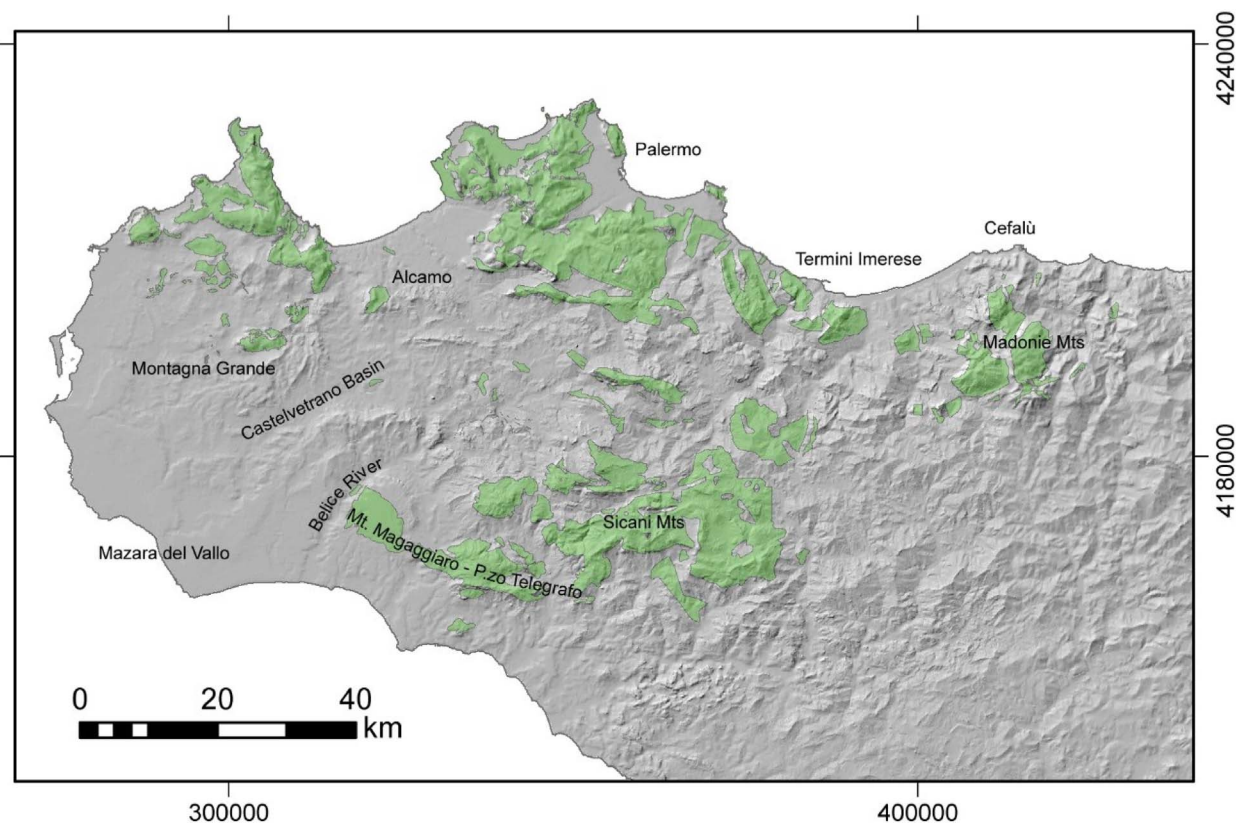 4240000
Palermo
Cefalù
Termini Imerese
Alcamo
Madonie Mts
Montagna Grande
Castelvetrano Basin
4180000
Belice River
Sicani Mts
Mt. Magaggiaro - P.zo Telegrafo
Mazara del Vallo
0 20 40
km
300000 400000